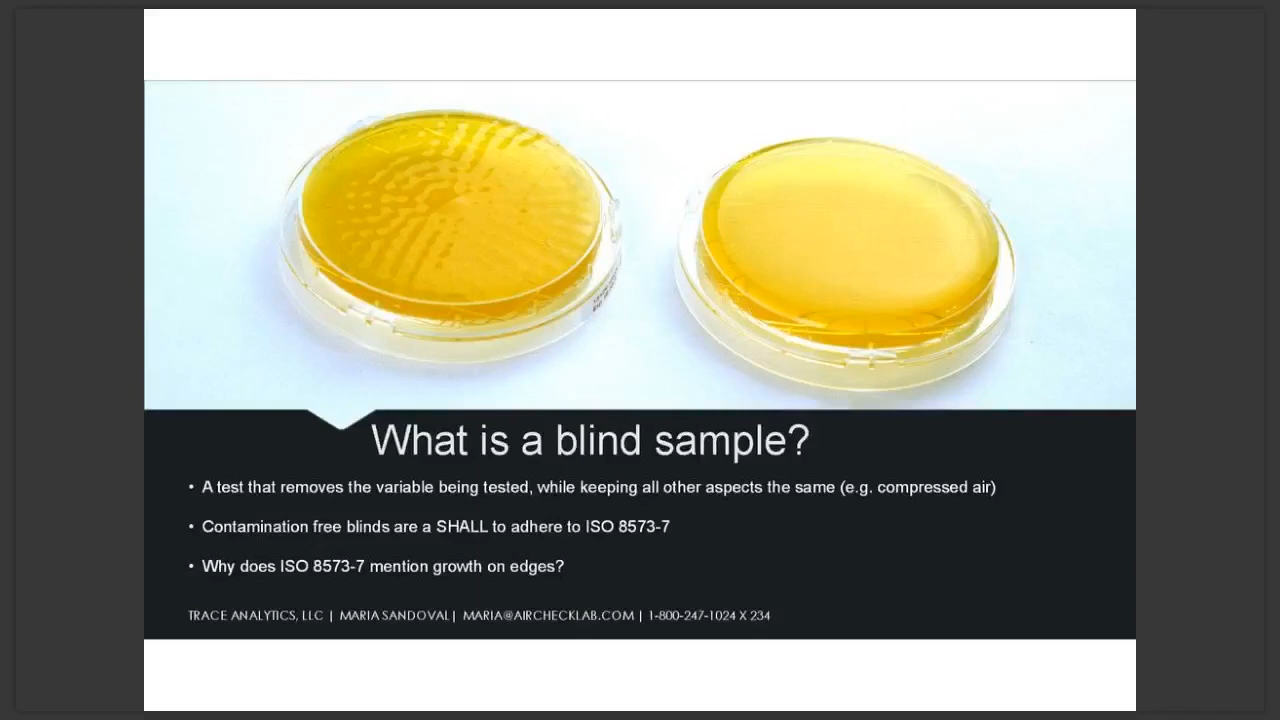 What is a blind sample?
• A test that removes the variable being tested, while keeping all other aspects the same (e.g. compressed air)
• Contamination free blinds are a SHALL to adhere to ISO 8573-7
• Why does ISO 8573-7 mention growth on edges?
TRACE ANALYTICS, LLC | MARIA SANDOVAL| MARIA@AIRCHECKLAB.COM | 1-800-247-1024 X 234